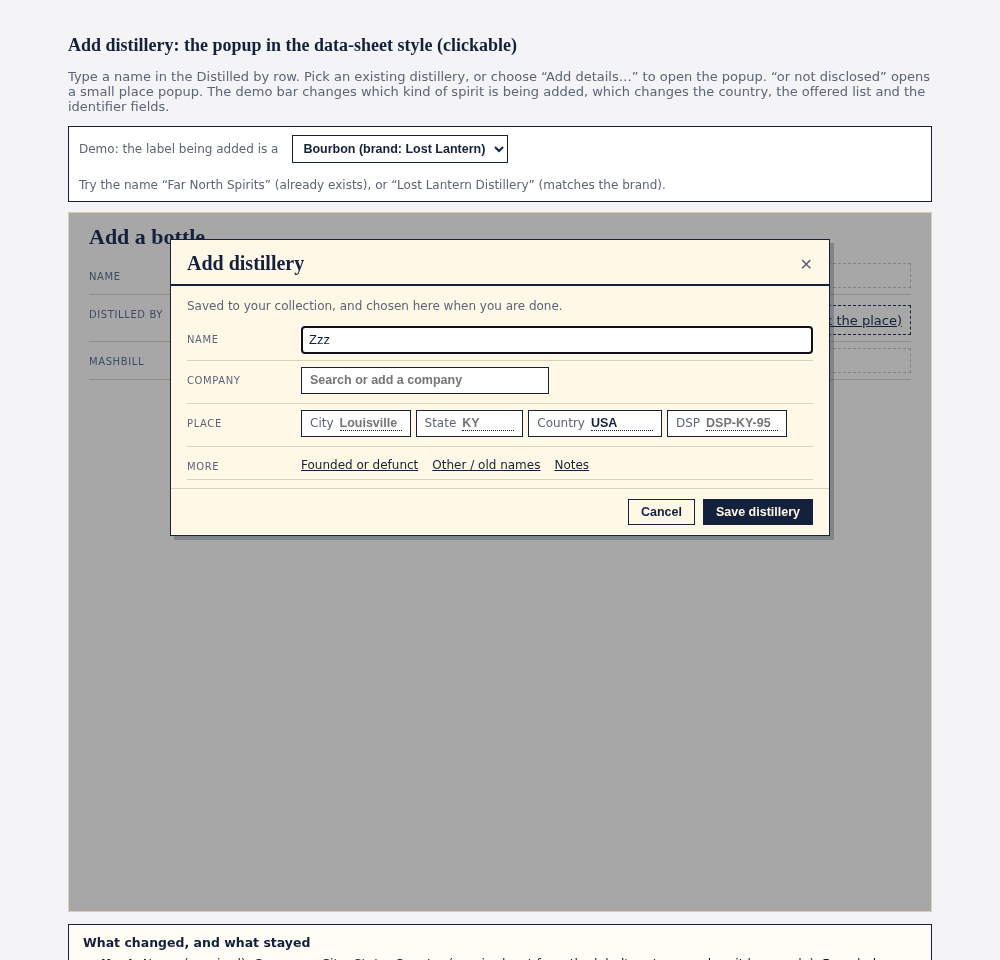 Add distillery: the popup in the data-sheet style (clickable)
Type a name in the Distilled by row. Pick an existing distillery, or choose “Add details…” to open the popup. “or not disclosed” opens
a small place popup. The demo bar changes which kind of spirit is being added, which changes the country, the offered list and the
identifier fields.
Demo: the label being added is a Bourbon (brand: Lost Lantern)
Try the name “Far North Spirits” (already exists), or “Lost Lantern Distillery” (matches the brand).
Add a bottle
NAME
DISTILLED BY
the place)
MASHBILL
Add distillery ✕
Saved to your collection, and chosen here when you are done.
NAME Zzz
COMPANY Search or add a company
PLACE City Louisville State KY Country USA DSP DSP-KY-95
MORE Founded or defunct Other / old names Notes
Cancel Save distillery
What changed, and what stayed